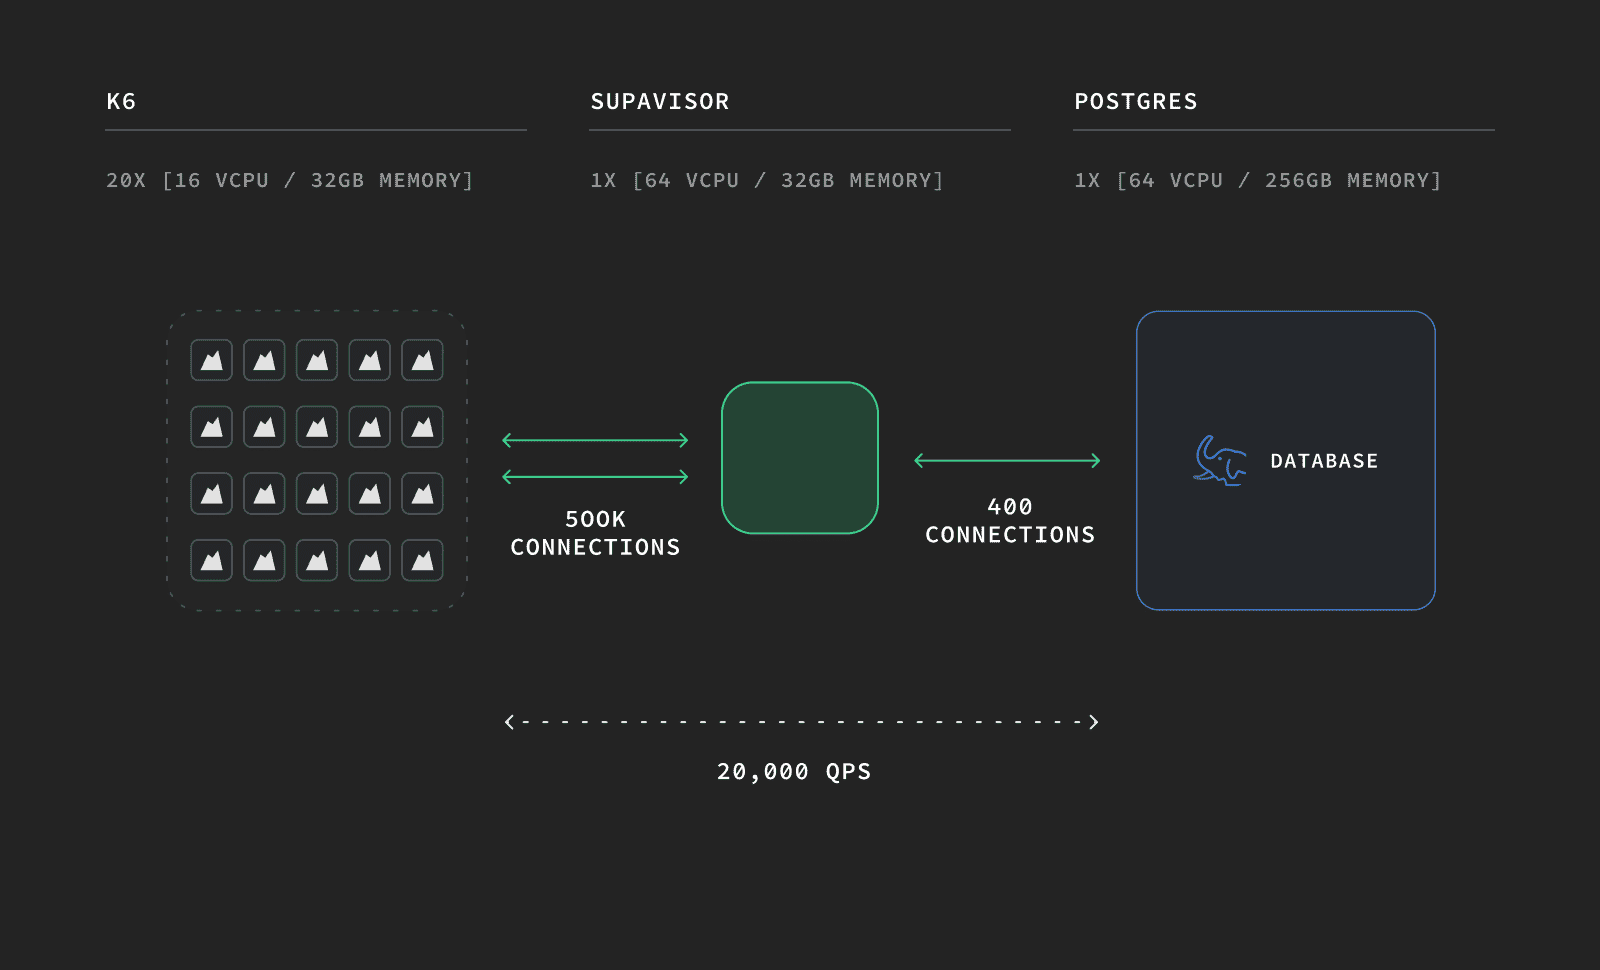 K6
20X [16 VCPU / 32GB MEMORY]
SUPAVISOR
1X [64 VCPU / 32GB MEMORY]
POSTGRES
1X [64 VCPU / 256GB MEMORY]
500K
CONNECTIONS
400
CONNECTIONS
DATABASE
20,000 QPS